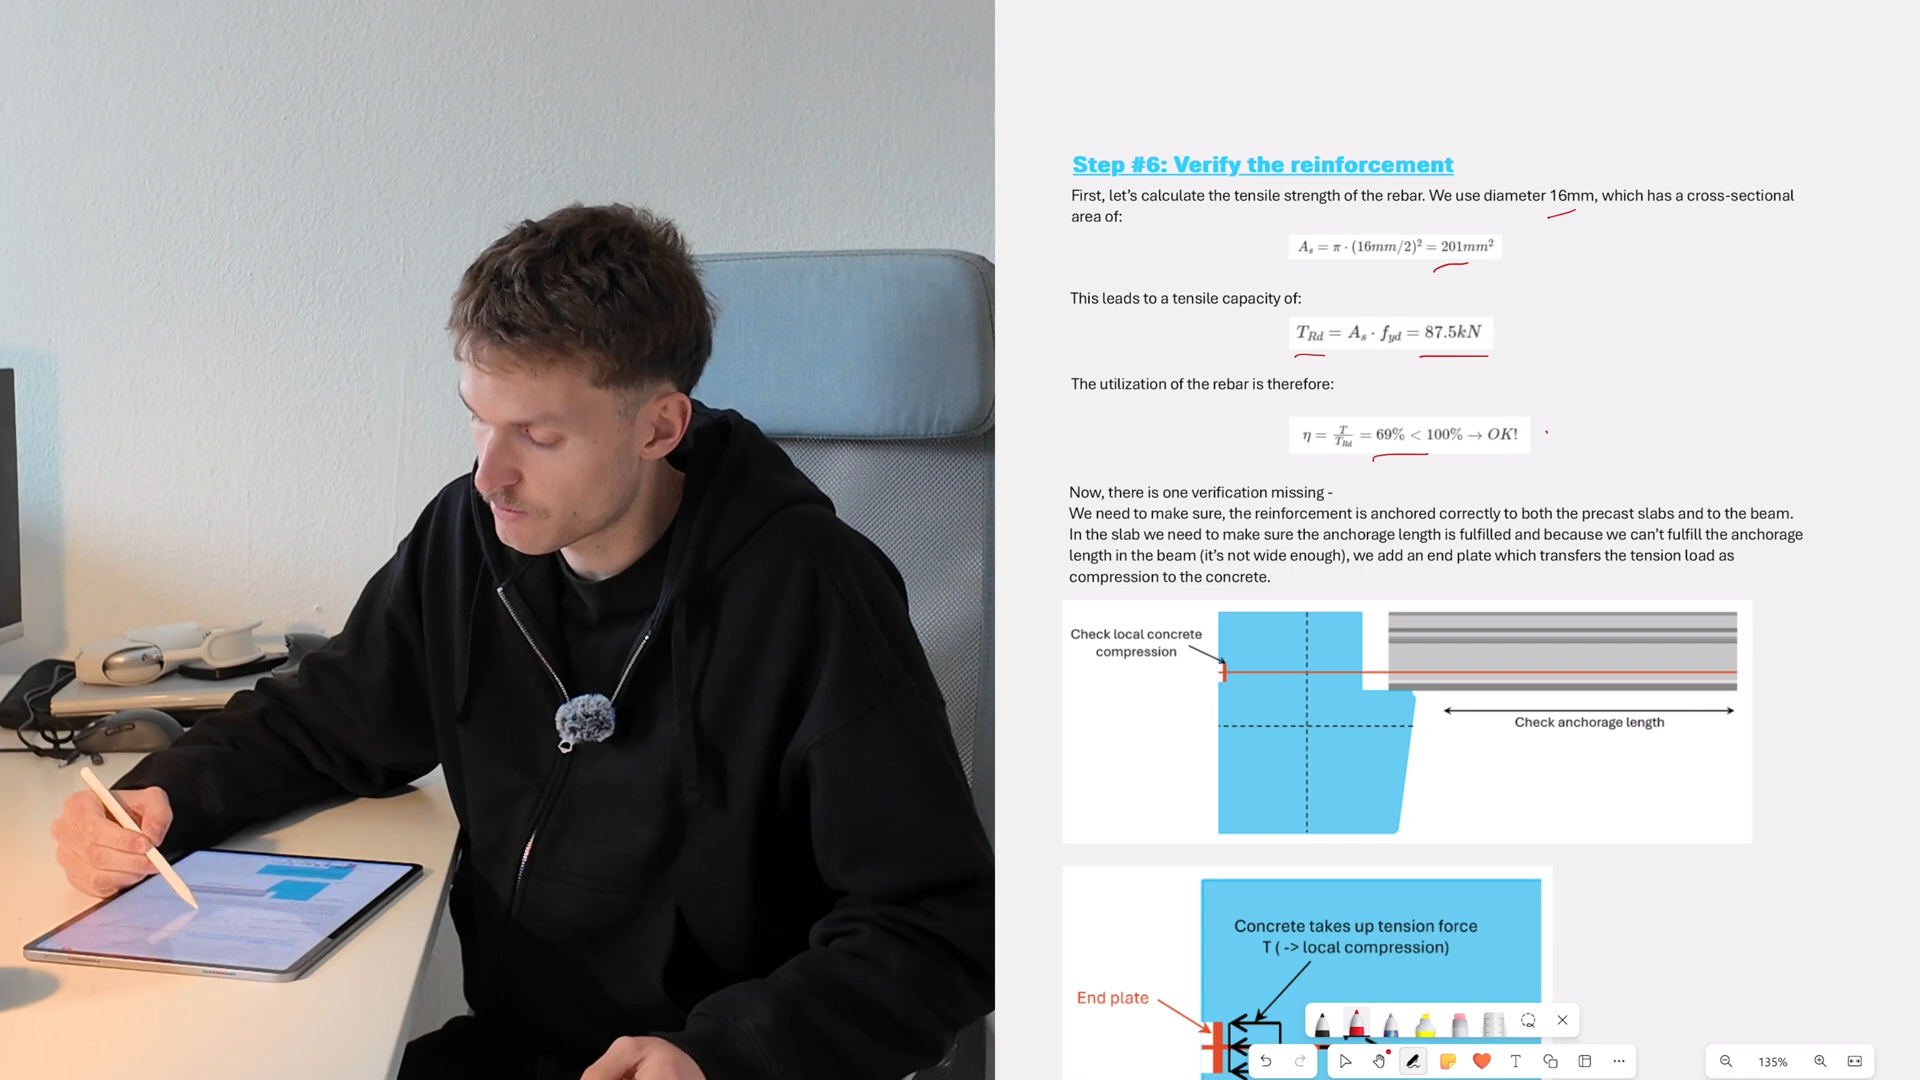 Step #6: Verify the reinforcement
First, let's calculate the tensile strength of the rebar. We use diameter 16mm, which has a cross-sectional
area of:
A_s = π · (16mm/2)² = 201mm²
This leads to a tensile capacity of:
T_Rd = A_s · f_yd = 87.5kN
The utilization of the rebar is therefore:
η = T/T_Rd = 69% < 100% → OK!
Now, there is one verification missing -
We need to make sure, the reinforcement is anchored correctly to both the precast slabs and to the beam.
In the slab we need to make sure the anchorage length is fulfilled and because we can't fulfill the anchorage
length in the beam (it's not wide enough), we add an end plate which transfers the tension load as
compression to the concrete.
Check local concrete
compression
Check anchorage length
Concrete takes up tension force
T ( -> local compression)
End plate
T
135%